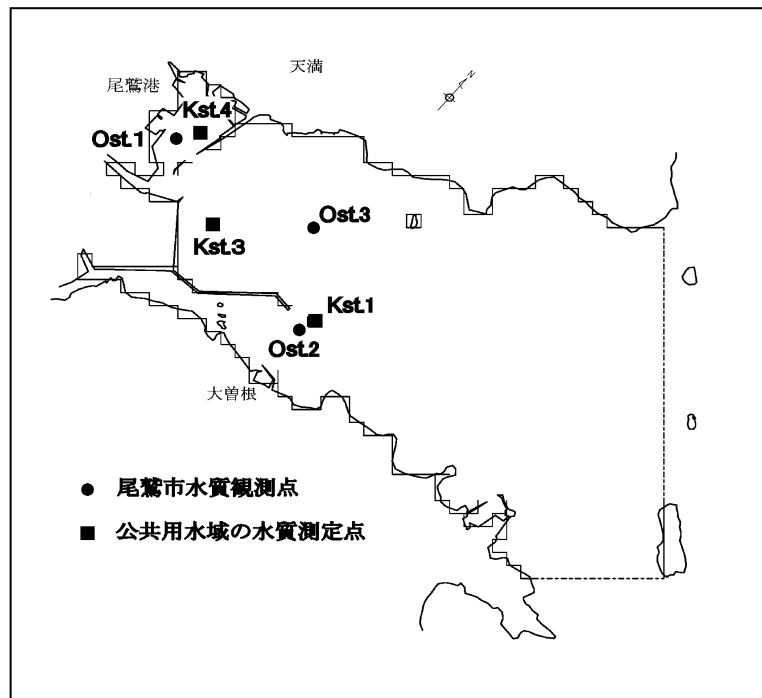 天満
尾鷲港
N
Kst.4
Ost.1
Ost.3
Kst.3
Kst.1
Ost.2
大曽根
● 尾鷲市水質観測点
■ 公共用水域の水質測定点